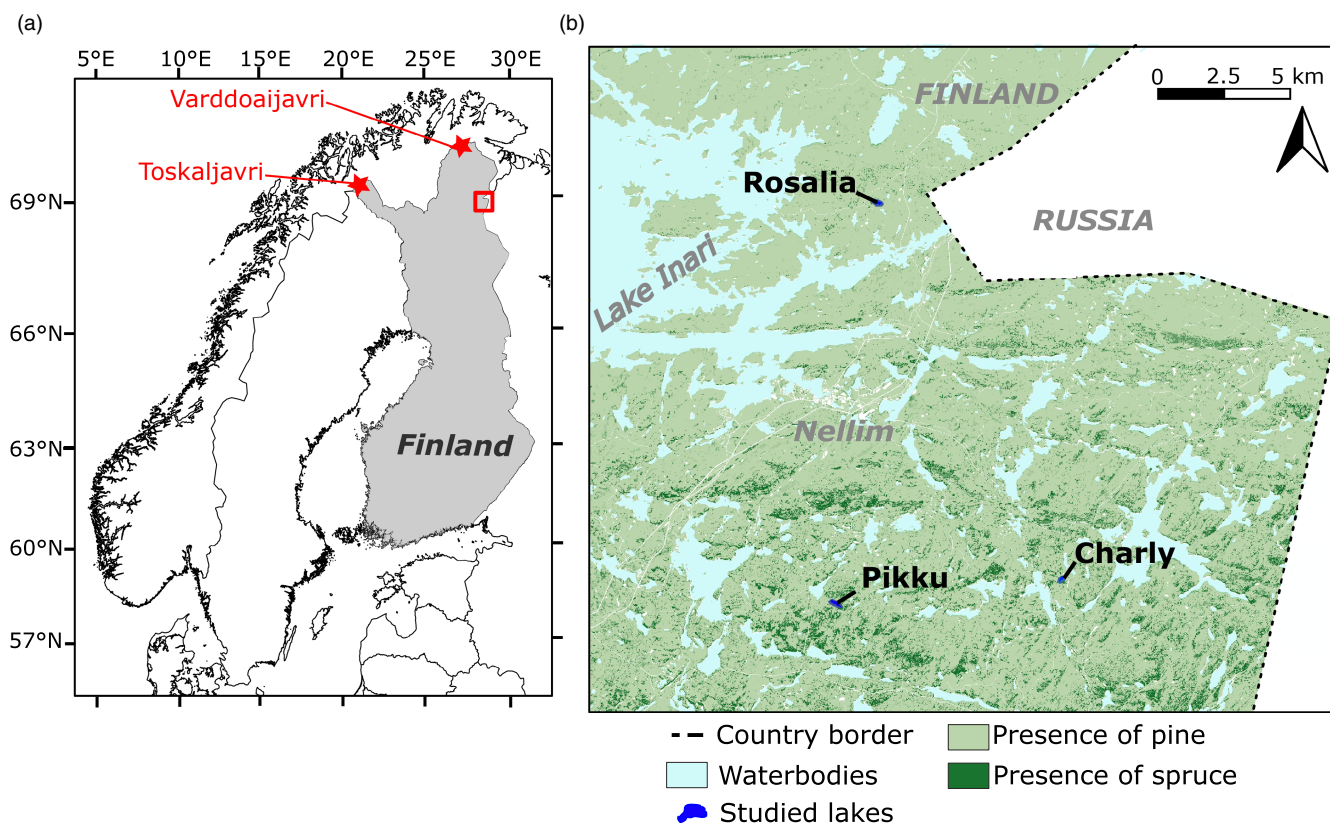 (a)
5°E 10°E 15°E 20°E 25°E 30°E
Varddoaijavri
Toskaljavri
69°N
66°N
63°N
60°N
57°N
Finland
(b)
FINLAND
0 2.5 5 km
Rosalia
RUSSIA
Lake Inari
Nellim
Charly
Pikku
Country border
Presence of pine
Waterbodies
Presence of spruce
Studied lakes